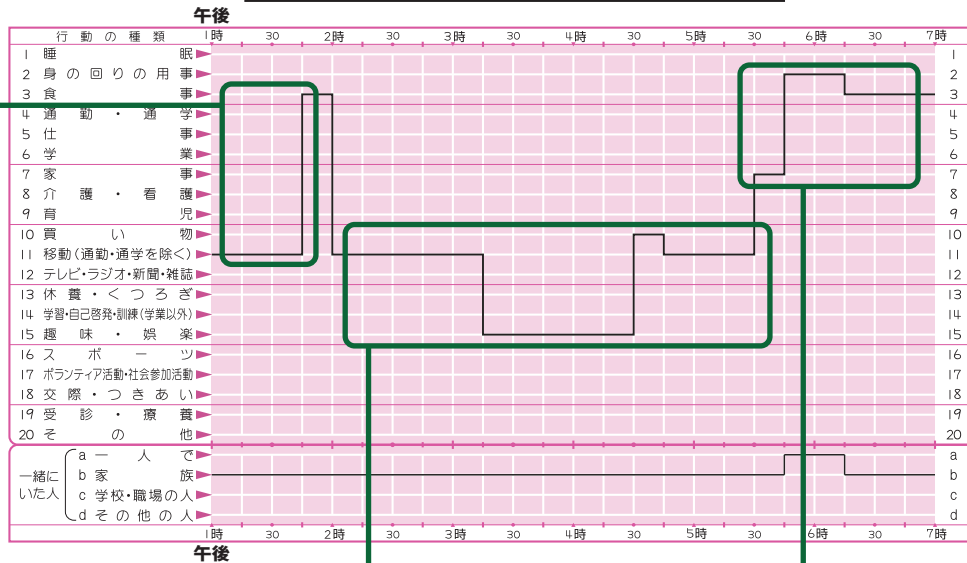 午後
行動の種類 1時 30 2時 30 3時 30 4時 30 5時 30 6時 30 7時
1 睡眠 1
2 身の回りの用事 2
3 食事 3
4 通勤・通学 4
5 仕事 5
6 学業 6
7 家事 7
8 介護・看護 8
9 育児 9
10 買い物 10
11 移動(通勤・通学を除く) 11
12 テレビ・ラジオ・新聞・雑誌 12
13 休養・くつろぎ 13
14 学習・自己啓発・訓練(学業以外) 14
15 趣味・娯楽 15
16 スポーツ 16
17 ボランティア活動・社会参加活動 17
18 交際・つきあい 18
19 受診・療養 19
20 その他 20
一緒にいた人
a 一人で a
b 家族 b
c 学校・職場の人 c
d その他の人 d
1時 30 2時 30 3時 30 4時 30 5時 30 6時 30 7時
午後